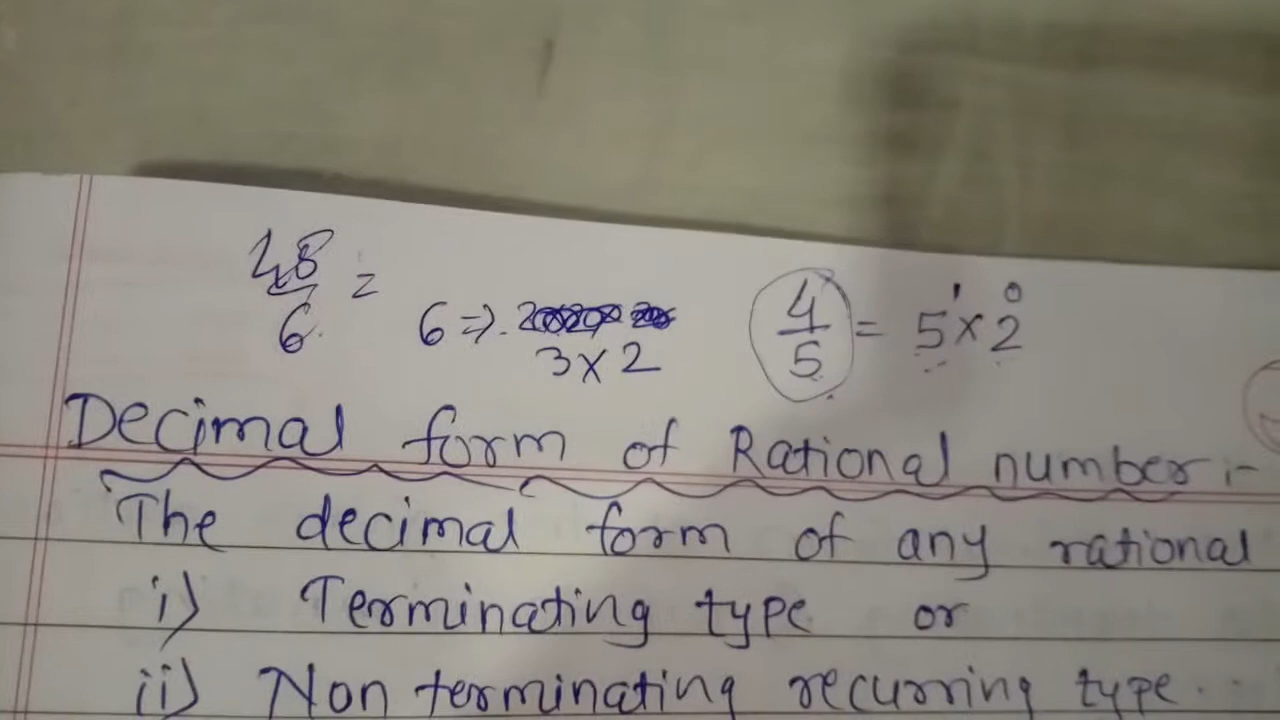 48/6 =
6 ⇒ 3 x 2
4/5 = 5¹ x 2⁰
Decimal form of Rational number :-
The decimal form of any rational
i) Terminating type or
ii) Non terminating recurring type.